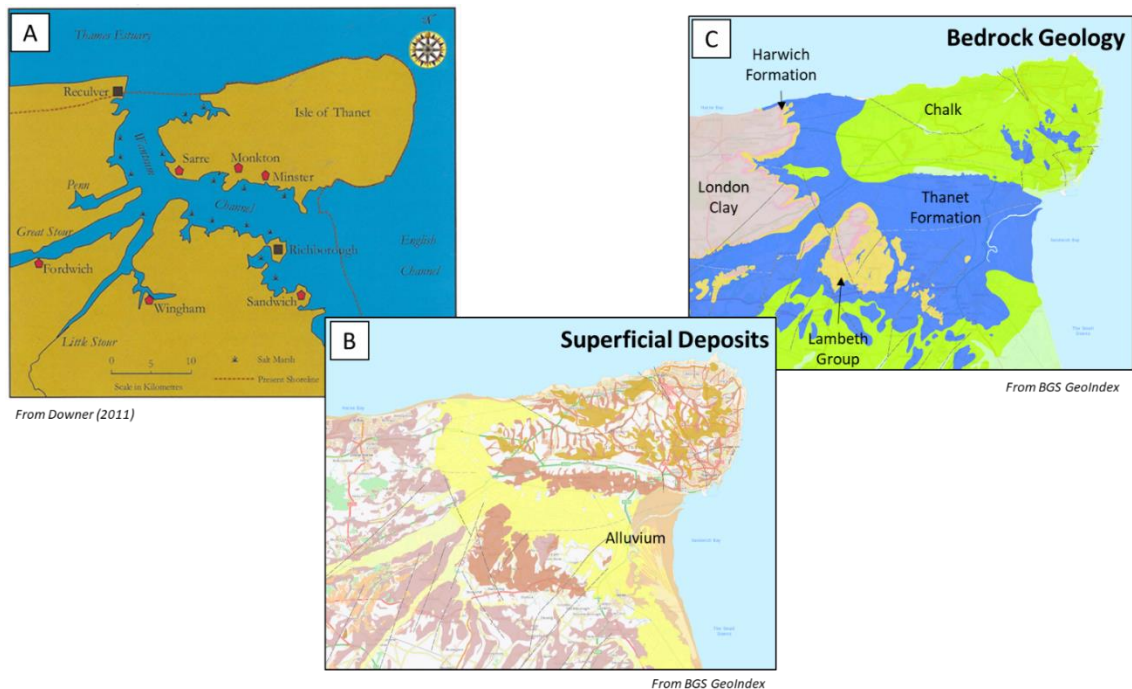 A
N
Thames Estuary
Reculver
Isle of Thanet
Wantsum
Sarre
Monkton
Minster
Penn
Channel
Great Stour
Richborough
English
Channel
Fordwich
Wingham
Sandwich
Little Stour
0 5 10
Salt Marsh
Scale in Kilometres
Present Shoreline
From Downer (2011)
B
Superficial Deposits
Alluvium
From BGS GeoIndex
C
Bedrock Geology
Harwich
Formation
Chalk
London
Clay
Thanet
Formation
Lambeth
Group
From BGS GeoIndex